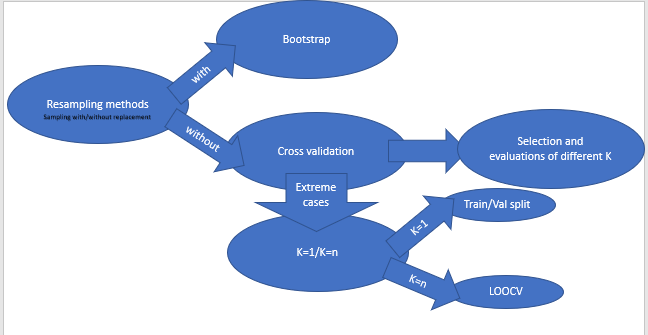 Bootstrap
with
Resampling methods
Sampling with/without replacement
without
Cross validation
Selection and
evaluations of different K
Extreme
cases
K=1
Train/Val split
K=1/K=n
K=n
LOOCV